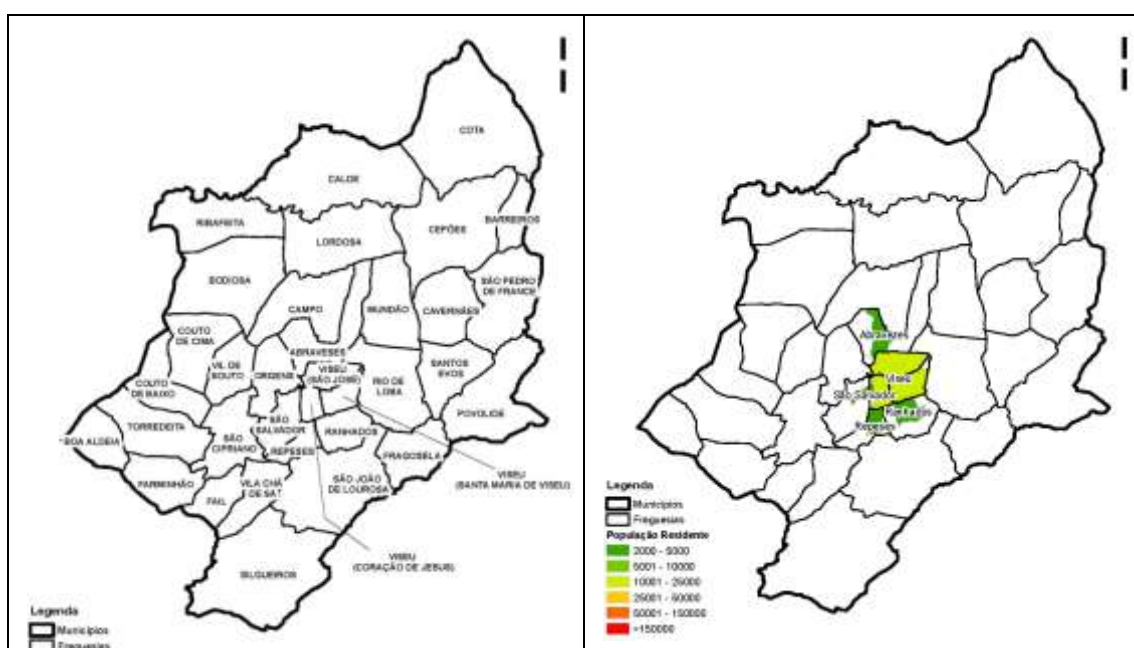 COTA
CALDE
RIBAFEITA
BARREIROS
CEPÕES
LORDOSA
BODIOSA
SÃO PEDRO
DE FRANCE
CAMPO
MUNDÃO
CAVERNÃES
COUTO
DE CIMA
ABRAVESES
VIL DE
SOUTO
ORGENS
VISEU
(SÃO JOSÉ)
SANTOS
EVOS
COUTO
DE BAIXO
RIO DE
LOBA
POVOLIDE
TORREDEITA
SÃO
SALVADOR
RANHADOS
BOA ALDEIA
SÃO
CIPRIANO
REPESES
FRAGOSELA
FARMINHÃO
VILA CHÃ
DE SÁ
SÃO JOÃO
DE LOUROSA
VISEU
(SANTA MARIA DE VISEU)
FAIL
VISEU
(CORAÇÃO DE JESUS)
SILGUEIROS
Legenda
Municípios
Freguesias
Abravezes
Viseu
São Salvador
Ranhados
Repeses
Legenda
Municípios
Freguesias
População Residente
2000 - 5000
5001 - 10000
10001 - 25000
25001 - 50000
50001 - 150000
>150000